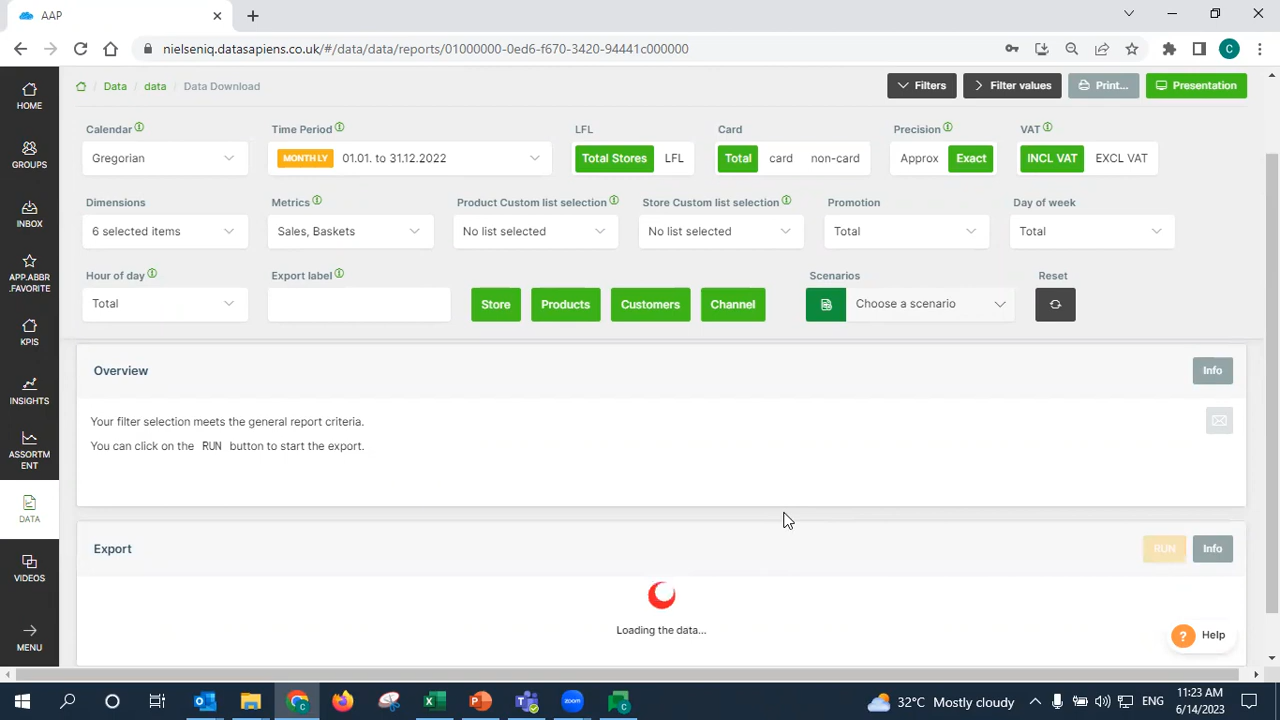 AAP
nielseniq.datasapiens.co.uk/#/data/data/reports/01000000-0ed6-f670-3420-94441c000000
C
HOME
GROUPS
INBOX
APP.ABBR
.FAVORITE
KPIS
INSIGHTS
ASSORTM
ENT
DATA
VIDEOS
MENU
/ Data / data / Data Download
Filters
Filter values
Print...
Presentation
Calendar
Time Period
LFL
Card
Precision
VAT
Gregorian
MONTHLY 01.01. to 31.12.2022
Total Stores LFL
Total card non-card
Approx Exact
INCL VAT EXCL VAT
Dimensions
Metrics
Product Custom list selection
Store Custom list selection
Promotion
Day of week
6 selected items
Sales, Baskets
No list selected
No list selected
Total
Total
Hour of day
Export label
Scenarios
Reset
Total
Store
Products
Customers
Channel
Choose a scenario
Overview
Info
Your filter selection meets the general report criteria.
You can click on the RUN button to start the export.
Export
RUN
Info
Loading the data...
? Help
32°C Mostly cloudy
ENG
11:23 AM
6/14/2023